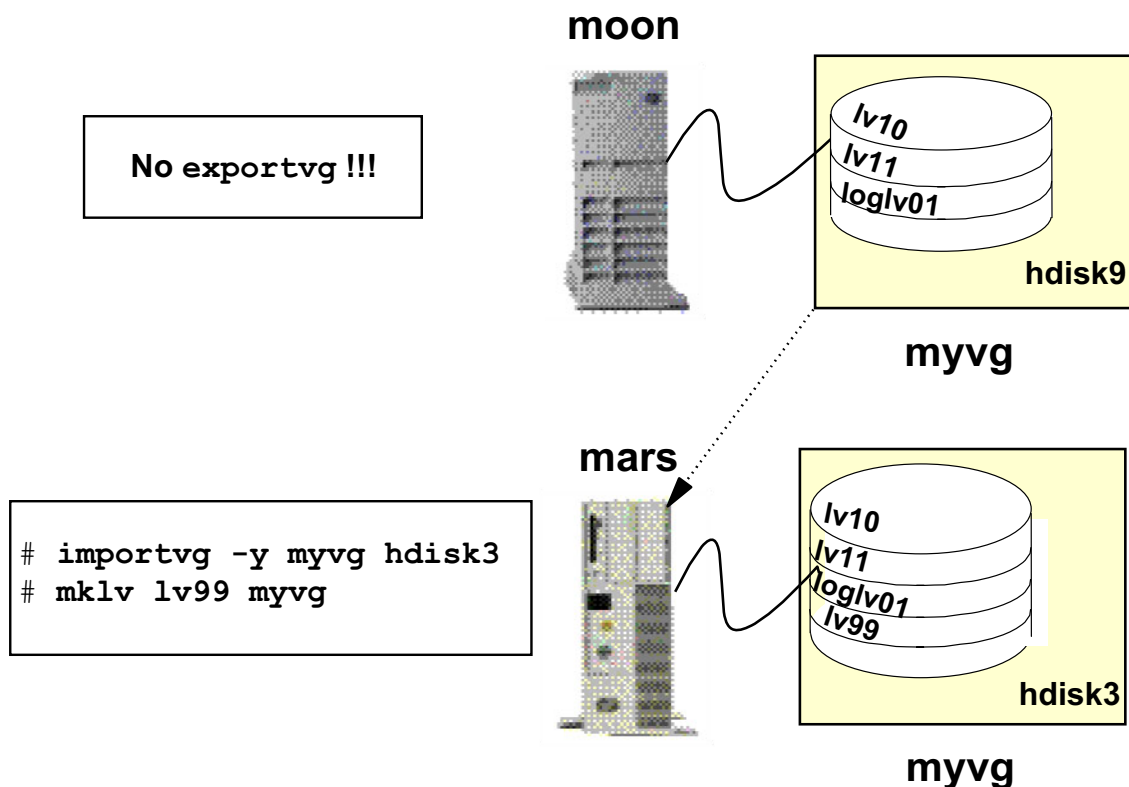 moon
No exportvg !!!
lv10
lv11
loglv01
hdisk9
myvg
mars
# importvg -y myvg hdisk3
# mklv lv99 myvg
lv10
lv11
loglv01
lv99
hdisk3
myvg